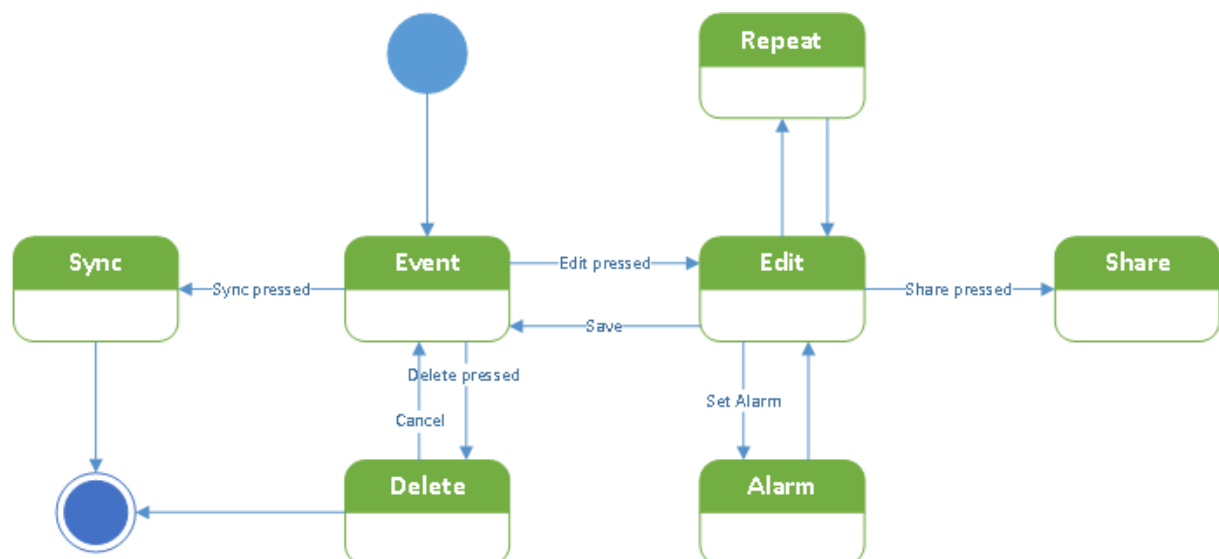 Repeat
Sync
Event
Edit pressed
Edit
Share
Sync pressed
Share pressed
Save
Delete pressed
Set Alarm
Cancel
Delete
Alarm